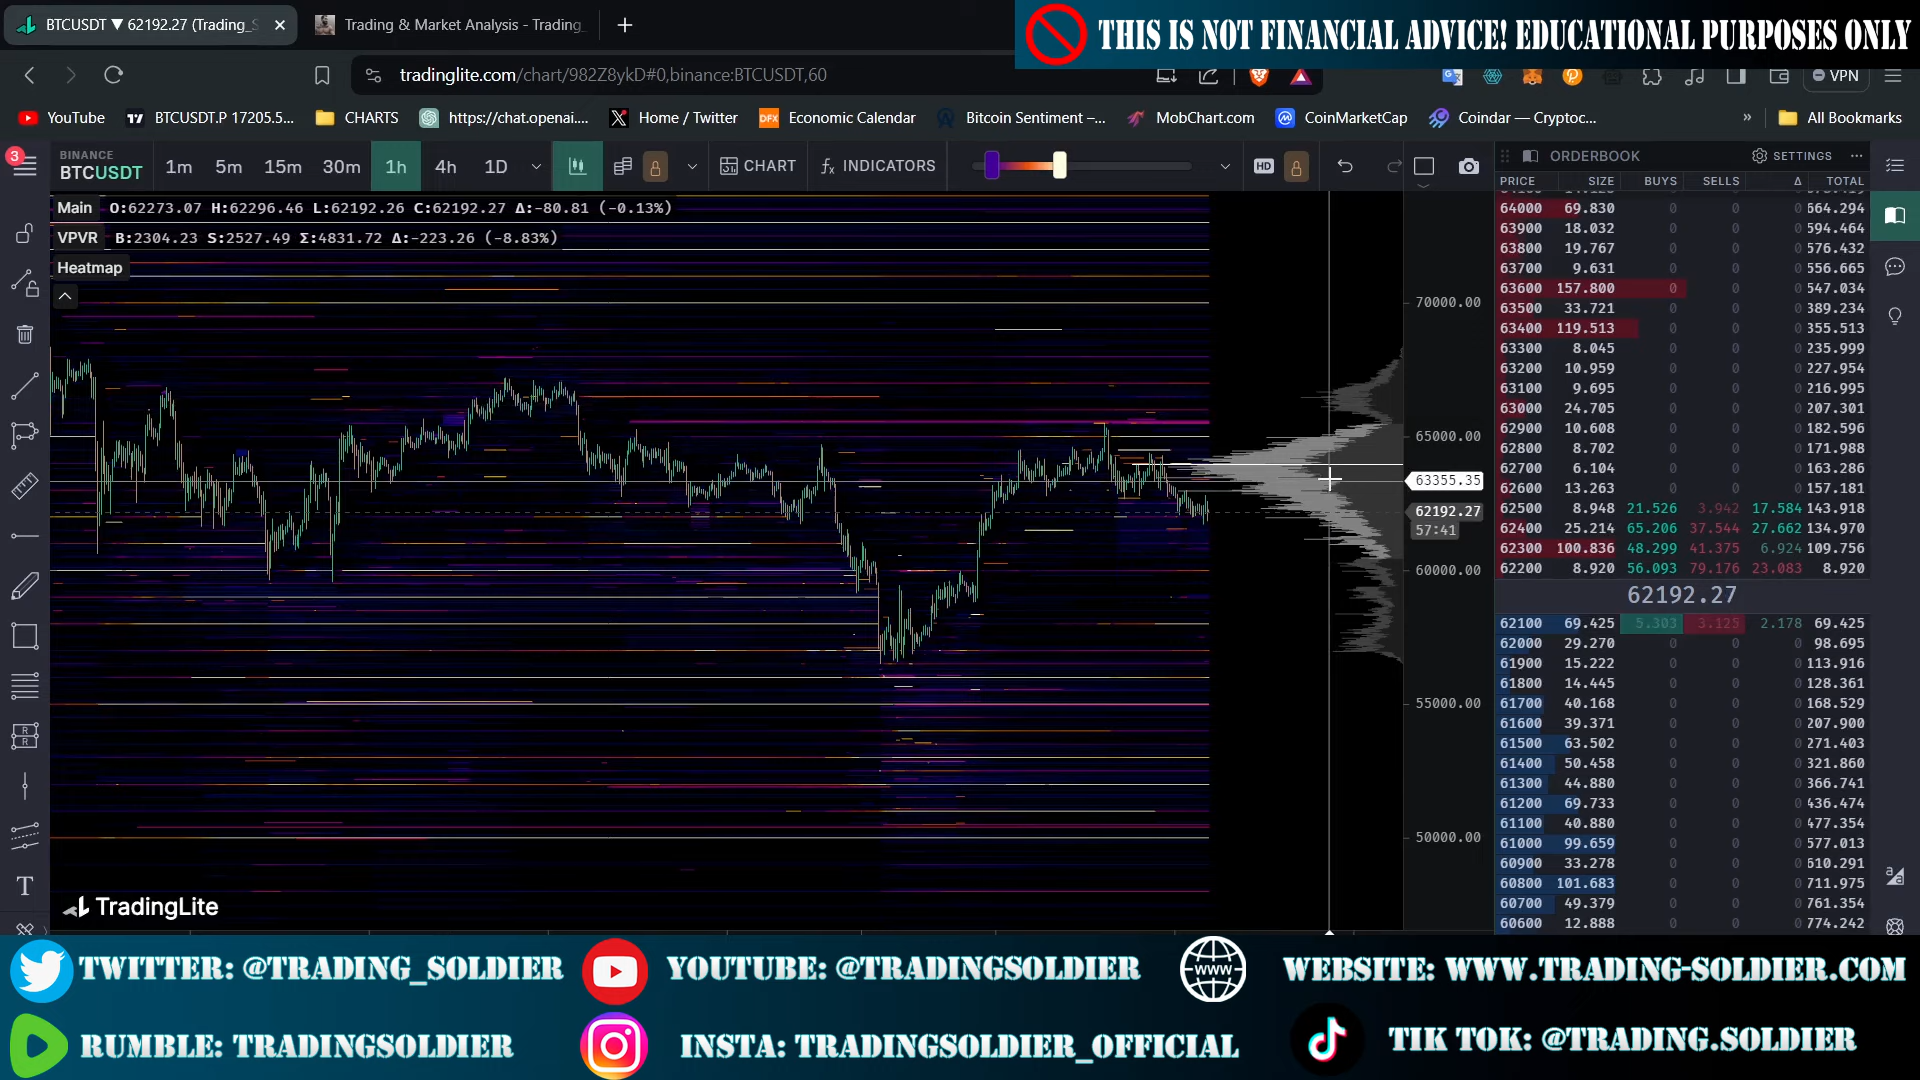 BTCUSDT ▼ 62192.27 (Trading_S
Trading & Market Analysis - Trading_
THIS IS NOT FINANCIAL ADVICE! EDUCATIONAL PURPOSES ONLY
tradinglite.com/chart/982Z8ykD#0,binance:BTCUSDT,60
VPN
YouTube
BTCUSDT.P 17205.5...
CHARTS
https://chat.openai....
Home / Twitter
Economic Calendar
Bitcoin Sentiment –...
MobChart.com
CoinMarketCap
Coindar — Cryptoc...
All Bookmarks
3
BINANCE
BTCUSDT
1m 5m 15m 30m 1h 4h 1D
CHART
INDICATORS
HD
ORDERBOOK
SETTINGS
Main O:62273.07 H:62296.46 L:62192.26 C:62192.27 Δ:-80.81 (-0.13%)
VPVR B:2304.23 S:2527.49 Σ:4831.72 Δ:-223.26 (-8.83%)
Heatmap
70000.00
65000.00
63355.35
62192.27
57:41
60000.00
55000.00
50000.00
TradingLite
PRICE SIZE BUYS SELLS Δ TOTAL
64000 69.830 0 0 0 664.294
63900 18.032 0 0 0 594.464
63800 19.767 0 0 0 576.432
63700 9.631 0 0 0 556.665
63600 157.800 0 0 0 547.034
63500 33.721 0 0 0 389.234
63400 119.513 0 0 0 355.513
63300 8.045 0 0 0 235.999
63200 10.959 0 0 0 227.954
63100 9.695 0 0 0 216.995
63000 24.705 0 0 0 207.301
62900 10.608 0 0 0 182.596
62800 8.702 0 0 0 171.988
62700 6.104 0 0 0 163.286
62600 13.263 0 0 0 157.181
62500 8.948 21.526 3.942 17.584 143.918
62400 25.214 65.206 37.544 27.662 134.970
62300 100.836 48.299 41.375 6.924 109.756
62200 8.920 56.093 79.176 23.083 8.920
62192.27
62100 69.425 5.303 3.125 2.178 69.425
62000 29.270 0 0 0 98.695
61900 15.222 0 0 0 113.916
61800 14.445 0 0 0 128.361
61700 40.168 0 0 0 168.529
61600 39.371 0 0 0 207.900
61500 63.502 0 0 0 271.403
61400 50.458 0 0 0 321.860
61300 44.880 0 0 0 366.741
61200 69.733 0 0 0 436.474
61100 40.880 0 0 0 477.354
61000 99.659 0 0 0 577.013
60900 33.278 0 0 0 610.291
60800 101.683 0 0 0 711.975
60700 49.379 0 0 0 761.354
60600 12.888 0 0 0 774.242
TWITTER: @TRADING_SOLDIER
YOUTUBE: @TRADINGSOLDIER
WWW
WEBSITE: WWW.TRADING-SOLDIER.COM
RUMBLE: TRADINGSOLDIER
INSTA: TRADINGSOLDIER_OFFICIAL
TIK TOK: @TRADING.SOLDIER